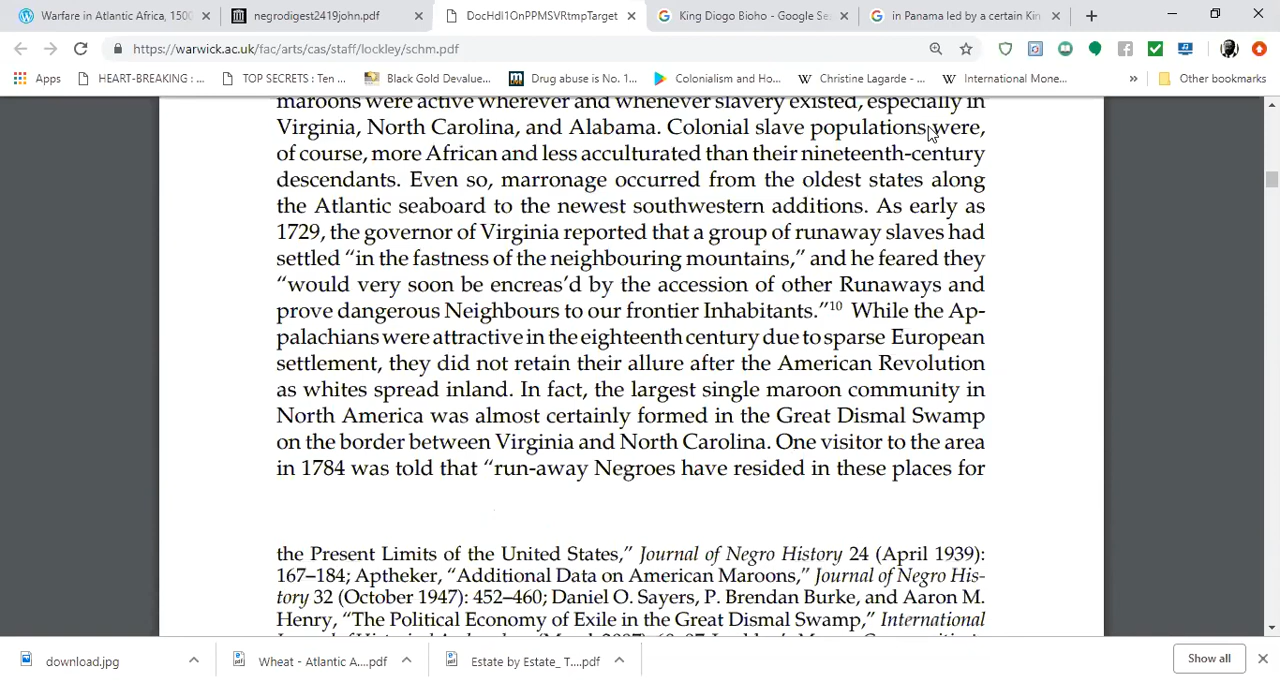 Warfare in Atlantic Africa, 1500
negrodigest2419john.pdf
DocHdl1OnPPMSVRtmpTarget
King Diogo Bioho - Google Se
in Panama led by a certain Kin
https://warwick.ac.uk/fac/arts/cas/staff/lockley/schm.pdf
Apps
HEART-BREAKING : ...
TOP SECRETS : Ten ...
Black Gold Devalue...
Drug abuse is No. 1...
Colonialism and Ho...
Christine Lagarde - ...
International Mone...
Other bookmarks
maroons were active wherever and whenever slavery existed, especially in
Virginia, North Carolina, and Alabama. Colonial slave populations were,
of course, more African and less acculturated than their nineteenth-century
descendants. Even so, marronage occurred from the oldest states along
the Atlantic seaboard to the newest southwestern additions. As early as
1729, the governor of Virginia reported that a group of runaway slaves had
settled “in the fastness of the neighbouring mountains,” and he feared they
“would very soon be encreas’d by the accession of other Runaways and
prove dangerous Neighbours to our frontier Inhabitants.”10 While the Ap-
palachians were attractive in the eighteenth century due to sparse European
settlement, they did not retain their allure after the American Revolution
as whites spread inland. In fact, the largest single maroon community in
North America was almost certainly formed in the Great Dismal Swamp
on the border between Virginia and North Carolina. One visitor to the area
in 1784 was told that “run-away Negroes have resided in these places for
the Present Limits of the United States,” Journal of Negro History 24 (April 1939):
167–184; Aptheker, “Additional Data on American Maroons,” Journal of Negro His-
tory 32 (October 1947): 452–460; Daniel O. Sayers, P. Brendan Burke, and Aaron M.
Henry, “The Political Economy of Exile in the Great Dismal Swamp,” International
download.jpg
Wheat - Atlantic A....pdf
Estate by Estate_ T....pdf
Show all